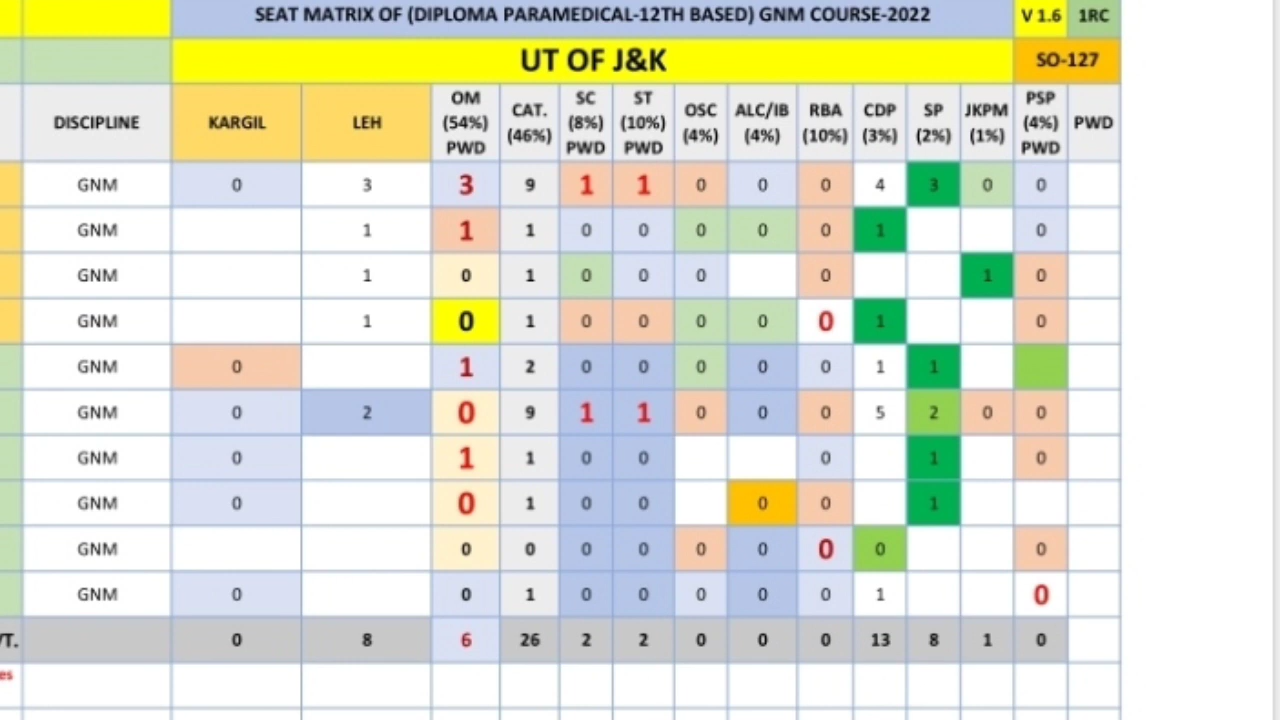 SEAT MATRIX OF (DIPLOMA PARAMEDICAL-12TH BASED) GNM COURSE-2022 V 1.6 1RC
UT OF J&K SO-127
DISCIPLINE KARGIL LEH OM (54%) PWD CAT. (46%) SC (8%) PWD ST (10%) PWD OSC (4%) ALC/IB (4%) RBA (10%) CDP (3%) SP (2%) JKPM (1%) PSP (4%) PWD PWD
GNM 0 3 3 9 1 1 0 0 0 4 3 0 0
GNM 1 1 1 0 0 0 0 0 1 0
GNM 1 0 1 0 0 0 0 1 0
GNM 1 0 1 0 0 0 0 0 1 0
GNM 0 1 2 0 0 0 0 0 1 1
GNM 0 2 0 9 1 1 0 0 0 5 2 0 0
GNM 0 1 1 0 0 0 1 0
GNM 0 0 1 0 0 0 0 1
GNM 0 0 0 0 0 0 0 0 0
GNM 0 0 1 0 0 0 0 0 1 0
/T. 0 8 6 26 2 2 0 0 0 13 8 1 0
es